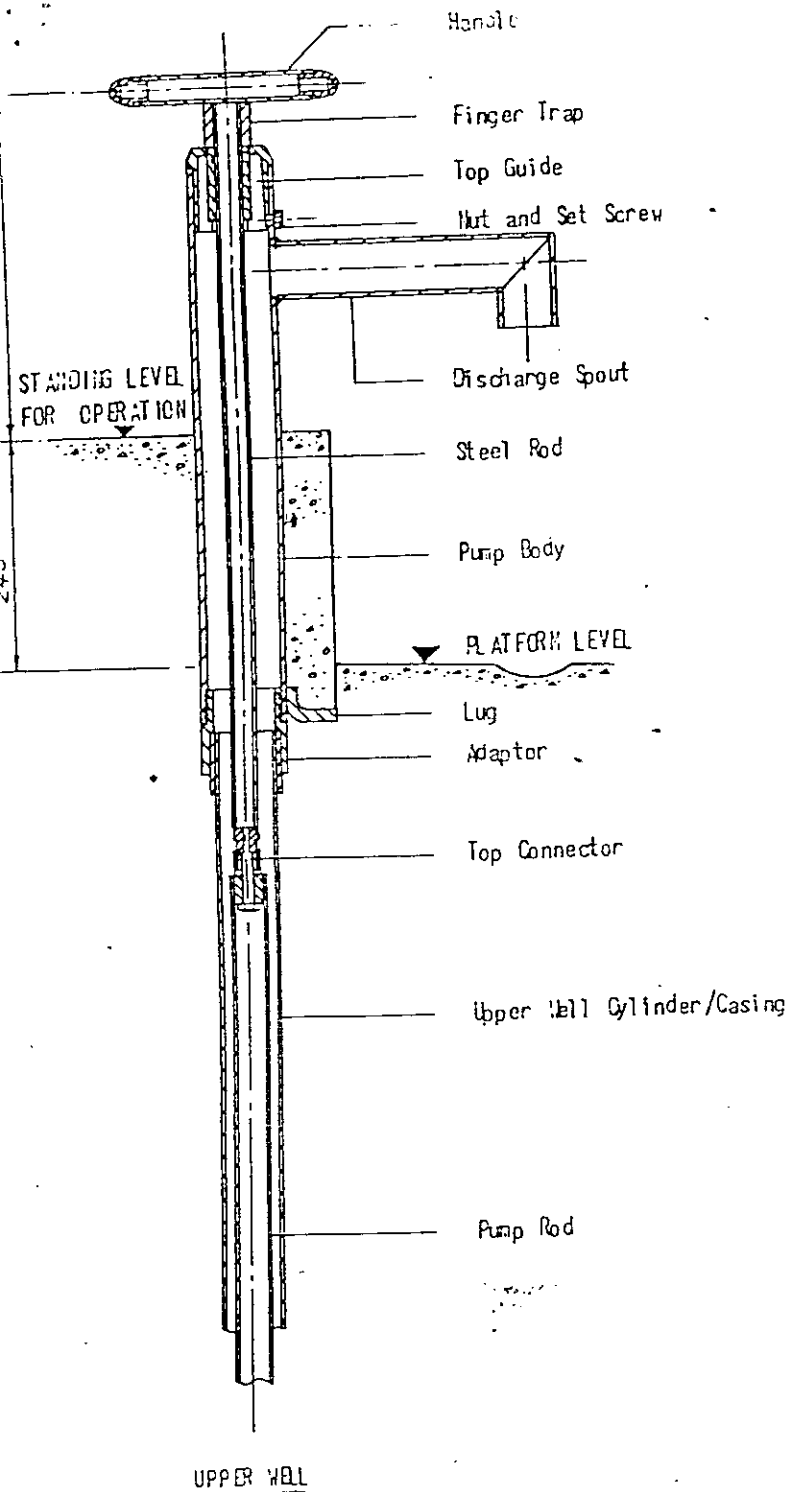 Handle
Finger Trap
Top Guide
Nut and Set Screw
Discharge Spout
STANDING LEVEL
FOR OPERATION
Steel Rod
245
Pump Body
PLATFORM LEVEL
Lug
Adaptor
Top Connector
Upper Well Cylinder/Casing
Pump Rod
UPPER WELL